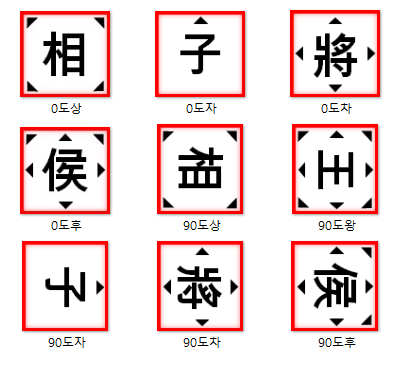 相 子 將
0도상 0도자 0도차
侯 相 王
0도후 90도상 90도왕
子 將 侯
90도자 90도차 90도후